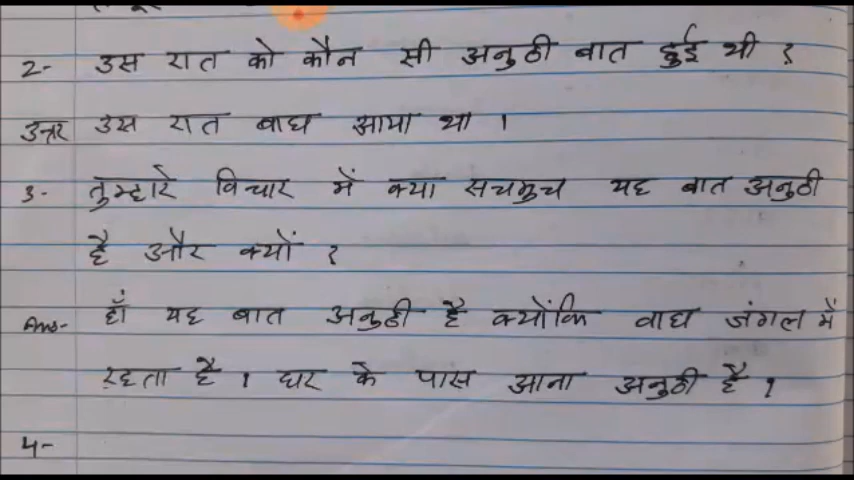 2- उस रात को कौन सी अनुठी बात हुई थी ?
उत्तर उस रात बाघ आया था ।
3- तुम्हारे विचार में क्या सचमुच यह बात अनुठी
है और क्यों ?
Ans- हाँ यह बात अनुठी है क्योंकि वाघ जंगल में
रहता है । घर के पास आना अनुठी है ?
4-